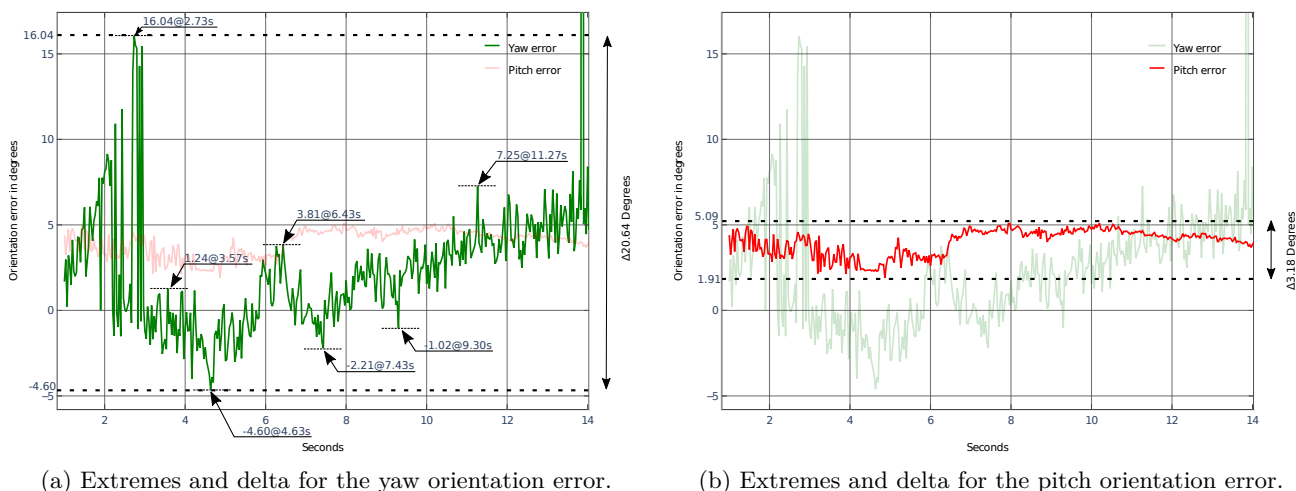 16.04@2.73s
16.04
15
10
5
0
-4.60
−5
Orientation error in degrees
Yaw error
Pitch error
7.25@11.27s
3.81@6.43s
1.24@3.57s
-1.02@9.30s
-2.21@7.43s
-4.60@4.63s
Δ20.64 Degrees
2 4 6 8 10 12 14
Seconds
(a) Extremes and delta for the yaw orientation error.
15
10
5.09
5
1.91
0
−5
Orientation error in degrees
Yaw error
Pitch error
Δ3.18 Degrees
2 4 6 8 10 12 14
Seconds
(b) Extremes and delta for the pitch orientation error.